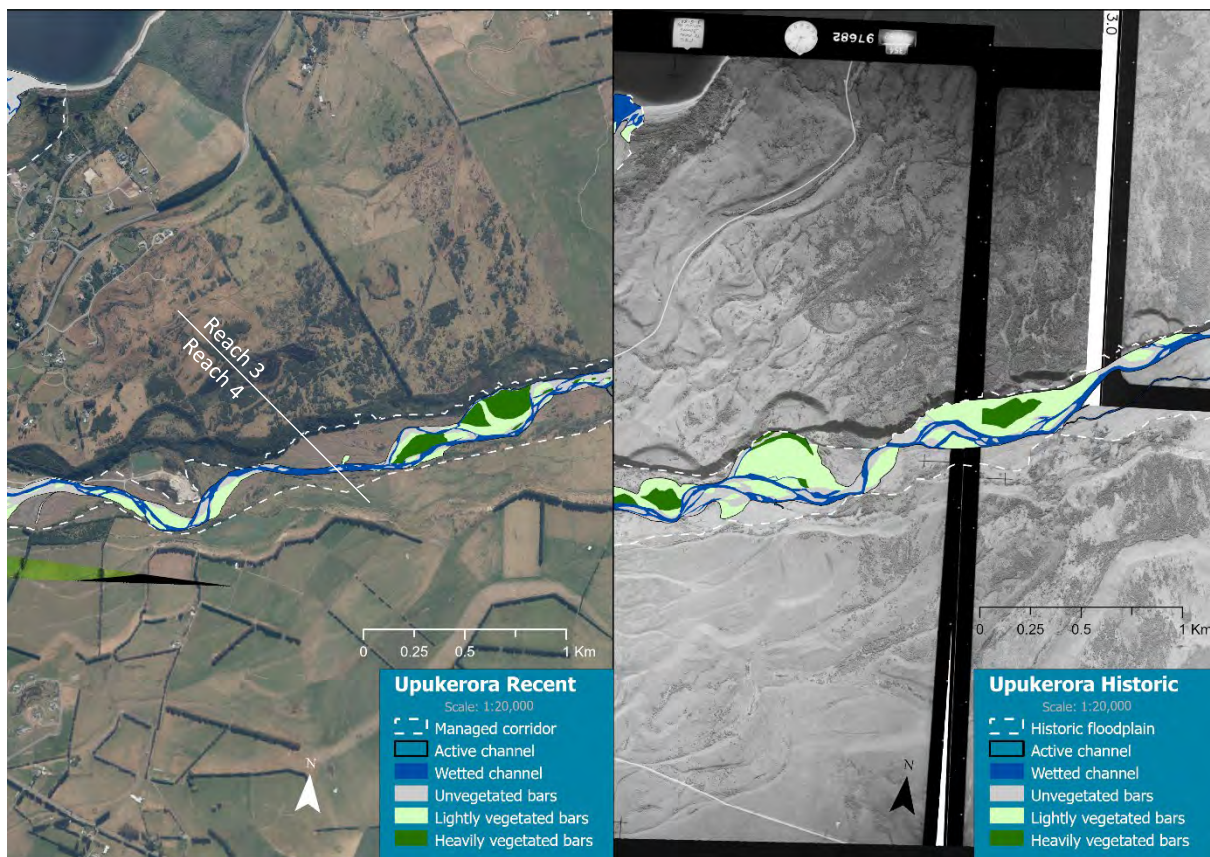 Reach 3
Reach 4
0 0.25 0.5 1 Km
Upukerora Recent
Scale: 1:20,000
Managed corridor
Active channel
Wetted channel
Unvegetated bars
Lightly vegetated bars
Heavily vegetated bars
N
97682
3.0
0 0.25 0.5 1 Km
Upukerora Historic
Scale: 1:20,000
Historic floodplain
Active channel
Wetted channel
Unvegetated bars
Lightly vegetated bars
Heavily vegetated bars
N